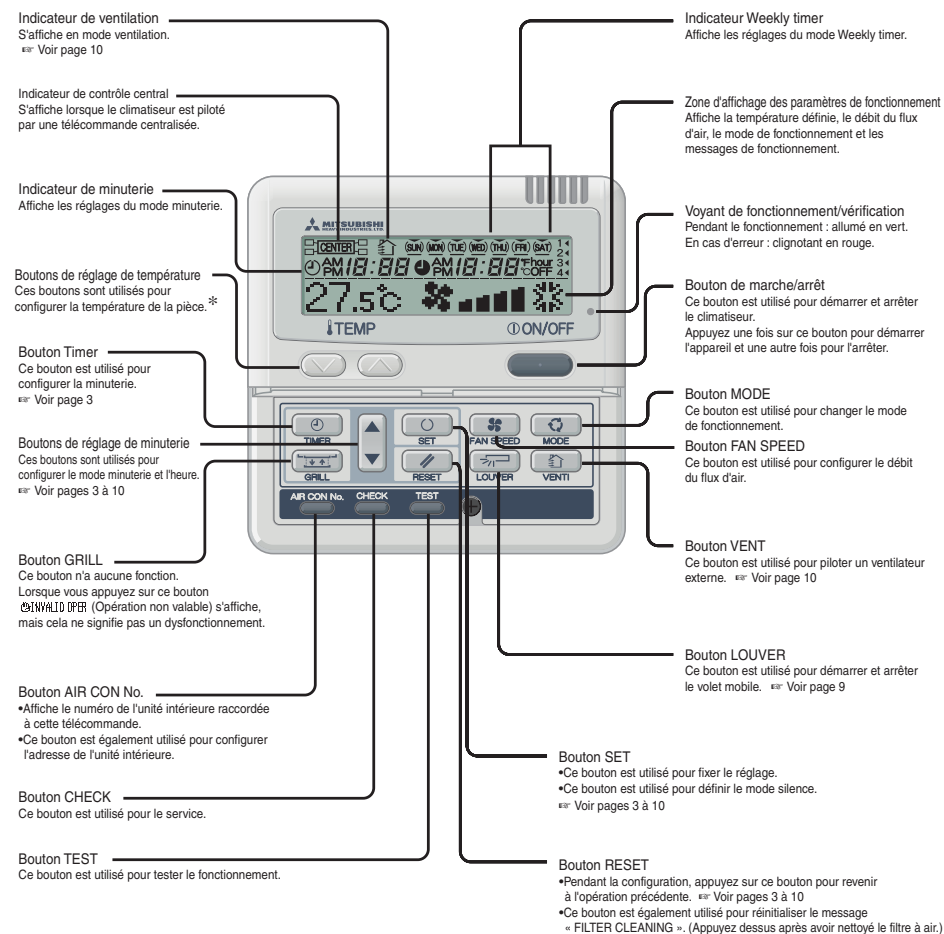 Indicateur de ventilation
S'affiche en mode ventilation.
☞ Voir page 10
Indicateur de contrôle central
S'affiche lorsque le climatiseur est piloté
par une télécommande centralisée.
Indicateur de minuterie
Affiche les réglages du mode minuterie.
Boutons de réglage de température
Ces boutons sont utilisés pour
configurer la température de la pièce.*
Bouton Timer
Ce bouton est utilisé pour
configurer la minuterie.
☞ Voir page 3
Boutons de réglage de minuterie
Ces boutons sont utilisés pour
configurer le mode minuterie et l'heure.
☞ Voir pages 3 à 10
Bouton GRILL
Ce bouton n'a aucune fonction.
Lorsque vous appuyez sur ce bouton
INVALID OPER (Opération non valable) s'affiche,
mais cela ne signifie pas un dysfonctionnement.
Bouton AIR CON No.
•Affiche le numéro de l'unité intérieure raccordée
à cette télécommande.
•Ce bouton est également utilisé pour configurer
l'adresse de l'unité intérieure.
Bouton CHECK
Ce bouton est utilisé pour le service.
Bouton TEST
Ce bouton est utilisé pour tester le fonctionnement.
MITSUBISHI
HEAVY INDUSTRIES, LTD.
CENTER SUN MON TUE WED THU FRI SAT 1
2
AM 18:88 AM 18:88 °F hour 3
PM PM °C OFF 4
27.5°C
TEMP ON/OFF
TIMER SET FAN SPEED MODE
GRILL RESET LOUVER VENTI
AIR CON No. CHECK TEST
Indicateur Weekly timer
Affiche les réglages du mode Weekly timer.
Zone d'affichage des paramètres de fonctionnement
Affiche la température définie, le débit du flux
d'air, le mode de fonctionnement et les
messages de fonctionnement.
Voyant de fonctionnement/vérification
Pendant le fonctionnement : allumé en vert.
En cas d'erreur : clignotant en rouge.
Bouton de marche/arrêt
Ce bouton est utilisé pour démarrer et arrêter
le climatiseur.
Appuyez une fois sur ce bouton pour démarrer
l'appareil et une autre fois pour l'arrêter.
Bouton MODE
Ce bouton est utilisé pour changer le mode
de fonctionnement.
Bouton FAN SPEED
Ce bouton est utilisé pour configurer le débit
du flux d'air.
Bouton VENT
Ce bouton est utilisé pour piloter un ventilateur
externe. ☞ Voir page 10
Bouton LOUVER
Ce bouton est utilisé pour démarrer et arrêter
le volet mobile. ☞ Voir page 9
Bouton SET
•Ce bouton est utilisé pour fixer le réglage.
•Ce bouton est utilisé pour définir le mode silence.
☞ Voir pages 3 à 10
Bouton RESET
•Pendant la configuration, appuyez sur ce bouton pour revenir
à l'opération précédente. ☞ Voir pages 3 à 10
•Ce bouton est également utilisé pour réinitialiser le message
« FILTER CLEANING ». (Appuyez dessus après avoir nettoyé le filtre à air.)